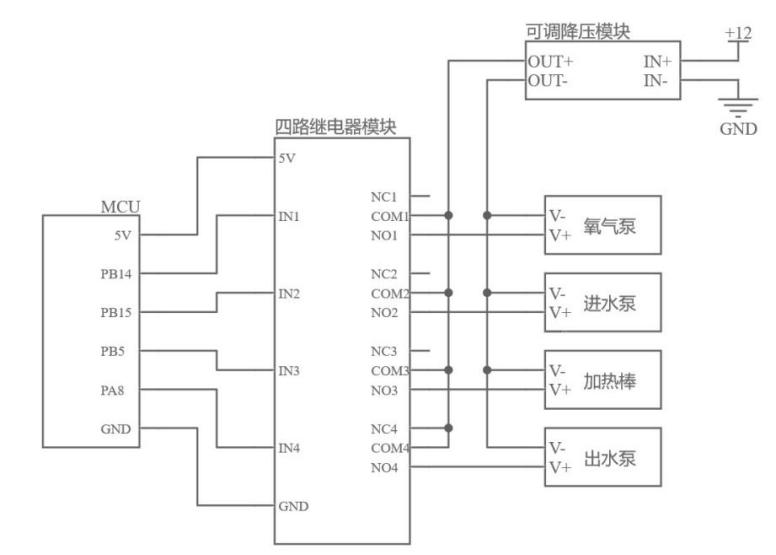 可调降压模块
+12
OUT+
IN+
OUT-
IN-
GND
四路继电器模块
5V
NC1
MCU
COM1
V-
氧气泵
IN1
5V
NO1
V+
PB14
NC2
IN2
COM2
V-
进水泵
PB15
NO2
V+
PB5
NC3
IN3
COM3
V-
加热棒
PA8
NO3
V+
GND
NC4
IN4
COM4
V-
出水泵
NO4
V+
GND